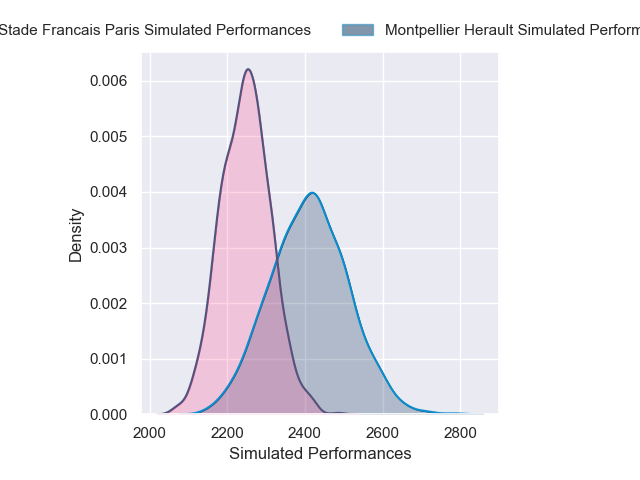 Stade Francais Paris Simulated Performances
Montpellier Herault Simulated
0.006
0.005
0.004
0.003
0.002
0.001
0.000
Density
2000 2200 2400 2600 2800
Simulated Performances